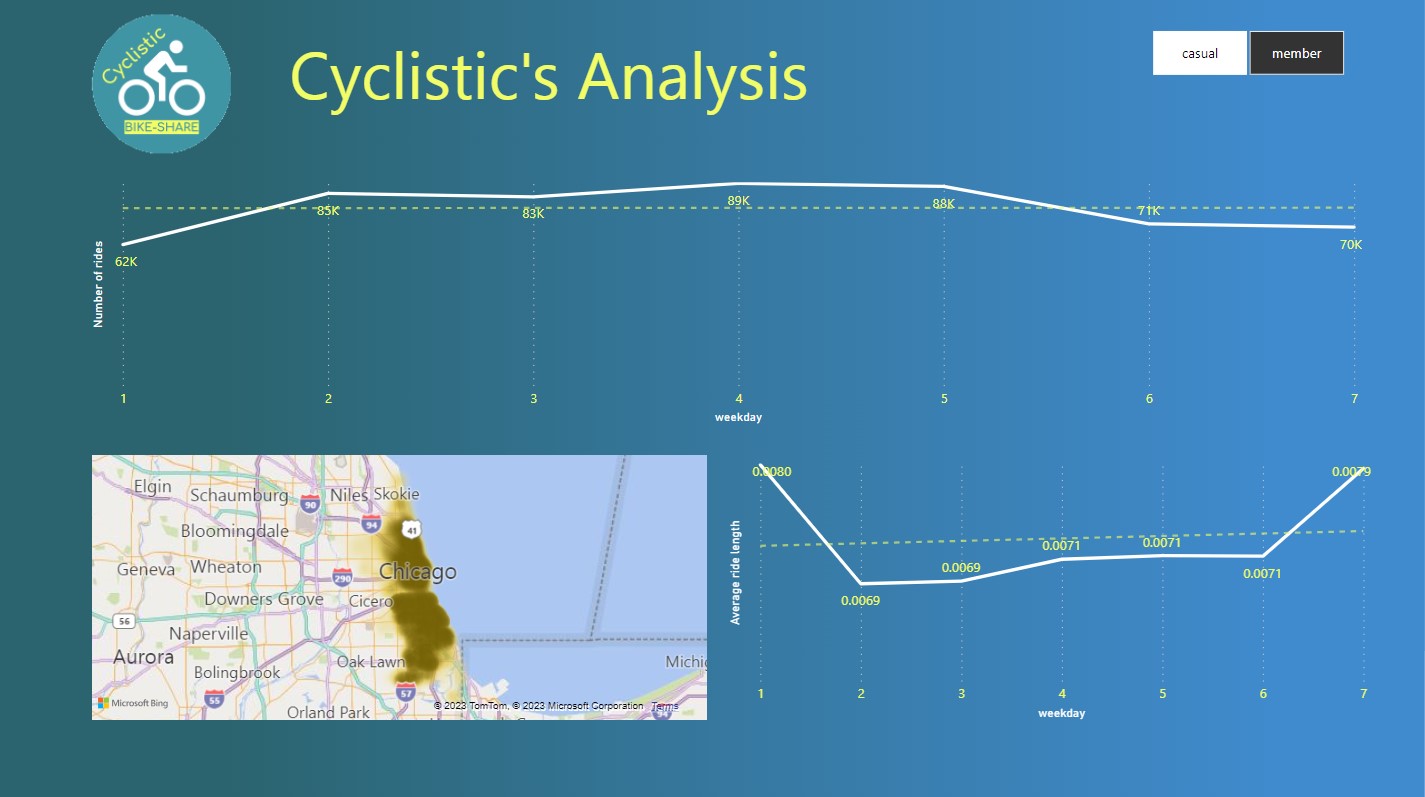 Cyclistic
BIKE-SHARE
Cyclistic's Analysis
casual
member
Number of rides
62K
85K
83K
89K
88K
71K
70K
1
2
3
4
5
6
7
weekday
Elgin
Schaumburg
90
Niles
Skokie
94
41
Bloomingdale
Geneva
Wheaton
290
Chicago
Downers Grove
Cicero
56
Naperville
Aurora
Oak Lawn
Bolingbrook
55
57
Orland Park
Microsoft Bing
© 2023 TomTom, © 2023 Microsoft Corporation
Terms
Average ride length
0.0080
0.0069
0.0069
0.0071
0.0071
0.0071
0.0079
1
2
3
4
5
6
7
weekday